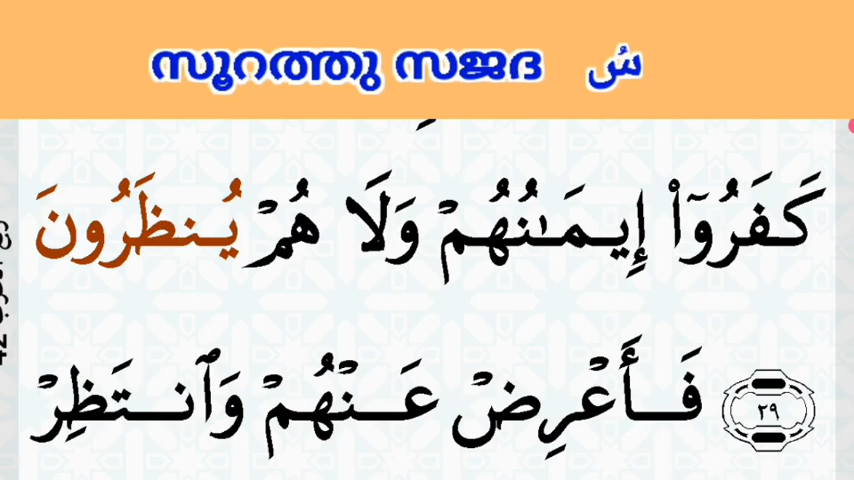 സൂറത്തു സജദ سُ
كَفَرُوٓا۟ إِيمَـٰنُهُمْ وَلَا هُمْ يُنظَرُونَ
٢٩ فَأَعْرِضْ عَنْهُمْ وَٱنتَظِرْ